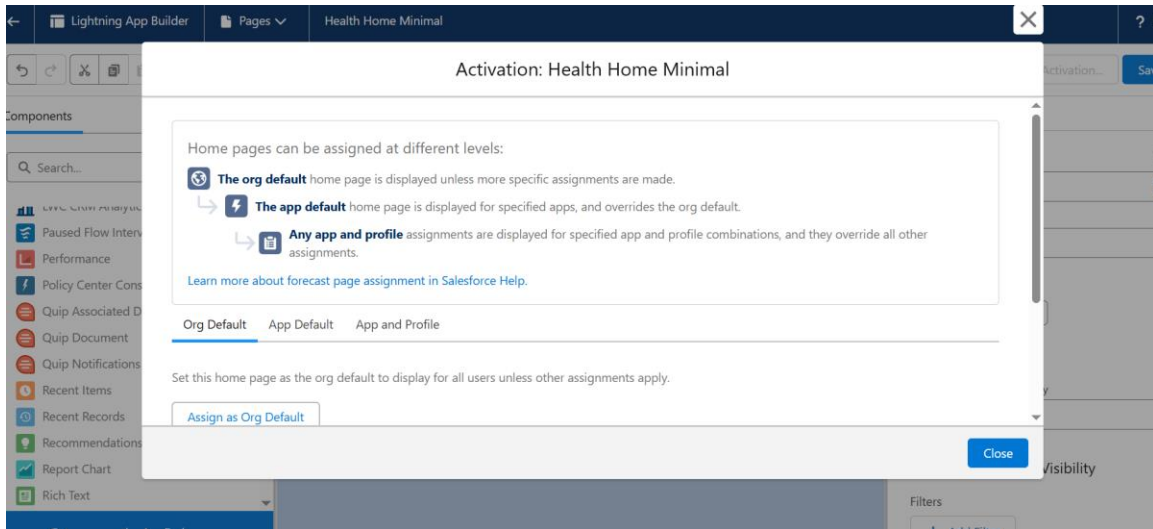 Lightning App Builder
Pages
Health Home Minimal
?
Activation: Health Home Minimal
Activation...
Components
Search...
Paused Flow
Performance
Policy Center
Quip Associated
Quip Document
Quip Notifications
Recent Items
Recent Records
Recommendations
Report Chart
Rich Text
Home pages can be assigned at different levels:
The org default home page is displayed unless more specific assignments are made.
The app default home page is displayed for specified apps, and overrides the org default.
Any app and profile assignments are displayed for specified app and profile combinations, and they override all other
assignments.
Learn more about forecast page assignment in Salesforce Help.
Org Default
App Default
App and Profile
Set this home page as the org default to display for all users unless other assignments apply.
Assign as Org Default
Close
Visibility
Filters